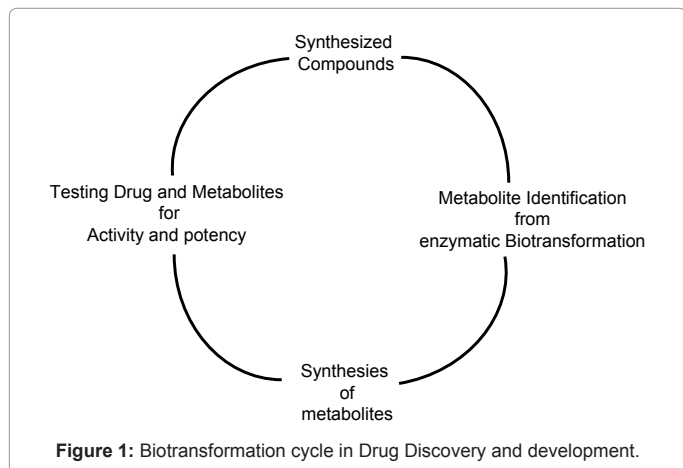 Synthesized
Compounds
Testing Drug and Metabolites
for
Activity and potency
Metabolite Identification
from
enzymatic Biotransformation
Synthesies
of
metabolites
Figure 1: Biotransformation cycle in Drug Discovery and development.